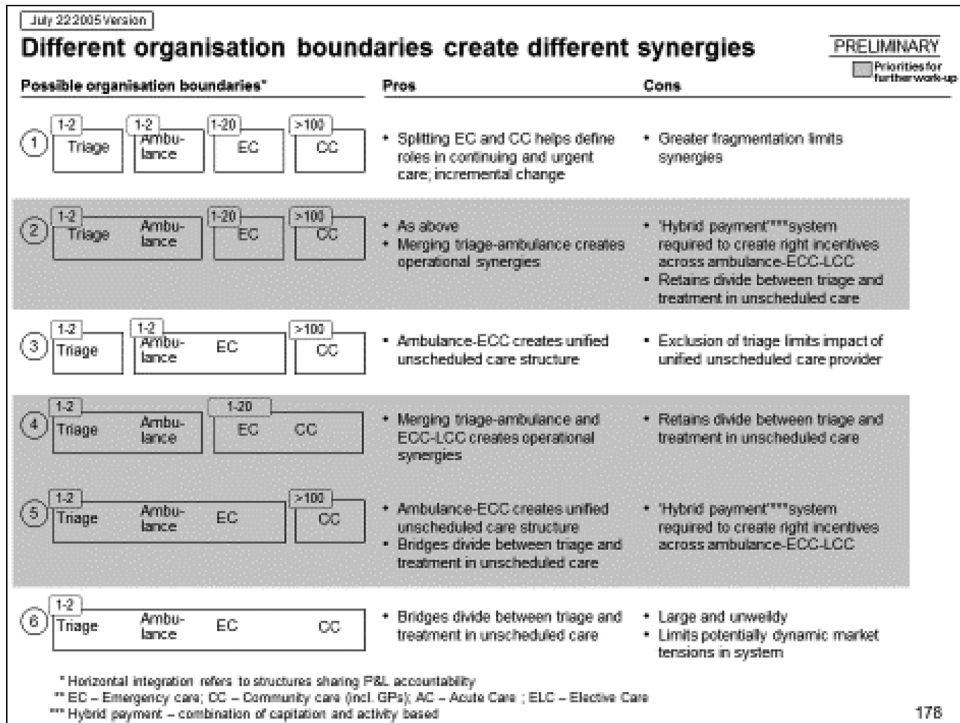 July 22 2005 Version
Different organisation boundaries create different synergies
PRELIMINARY
Priorities for
further work-up
Possible organisation boundaries*
Pros
Cons
1
1-2
Triage
1-2
Ambu-
lance
1-20
EC
>100
CC
• Splitting EC and CC helps define
roles in continuing and urgent
care; incremental change
• Greater fragmentation limits
synergies
2
1-2
Triage
Ambu-
lance
1-20
EC
>100
CC
• As above
• Merging triage-ambulance creates
operational synergies
• 'Hybrid payment'***system
required to create right incentives
across ambulance-ECC-LCC
• Retains divide between triage and
treatment in unscheduled care
3
1-2
Triage
1-2
Ambu-
lance
EC
>100
CC
• Ambulance-ECC creates unified
unscheduled care structure
• Exclusion of triage limits impact of
unified unscheduled care provider
4
1-2
Triage
Ambu-
lance
1-20
EC
CC
• Merging triage-ambulance and
ECC-LCC creates operational
synergies
• Retains divide between triage and
treatment in unscheduled care
5
1-2
Triage
Ambu-
lance
EC
>100
CC
• Ambulance-ECC creates unified
unscheduled care structure
• Bridges divide between triage and
treatment in unscheduled care
• 'Hybrid payment'***system
required to create right incentives
across ambulance-ECC-LCC
6
1-2
Triage
Ambu-
lance
EC
CC
• Bridges divide between triage and
treatment in unscheduled care
• Large and unweildy
• Limits potentially dynamic market
tensions in system
* Horizontal integration refers to structures sharing P&L accountability
** EC – Emergency care; CC – Community care (incl. GPs); AC – Acute Care ; ELC – Elective Care
*** Hybrid payment – combination of capitation and activity based
178